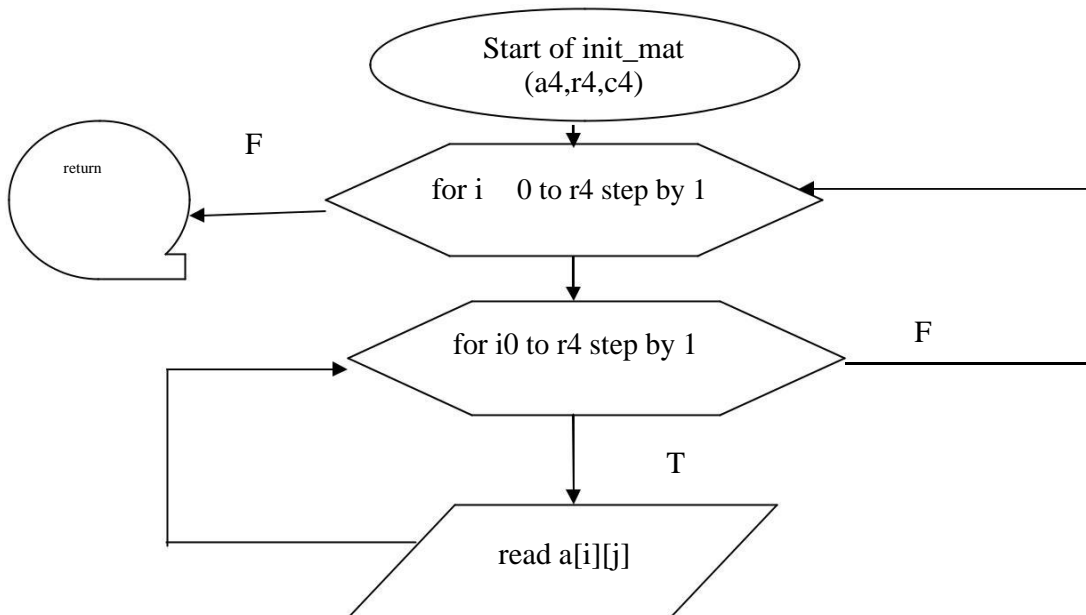 Start of init_mat
(a4,r4,c4)
F
return
for i 0 to r4 step by 1
for i0 to r4 step by 1
F
T
read a[i][j]